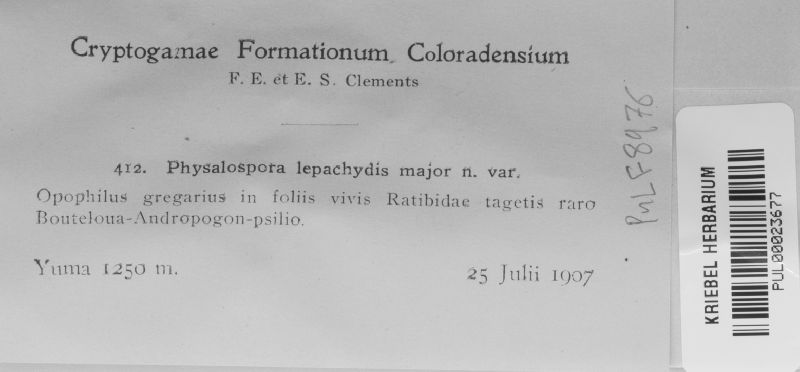 Cryptogamae Formationum Coloradensium
F. E. et E. S. Clements
412. Physalospora lepachydis major n. var.
Opophilus gregarius in foliis vivis Ratibidae tagetis raro
Bouteloua-Andropogon-psilio.
Yuma 1250 m.
25 Julii 1907
PuLF8976
KRIEBEL HERBARIUM
PUL00023677